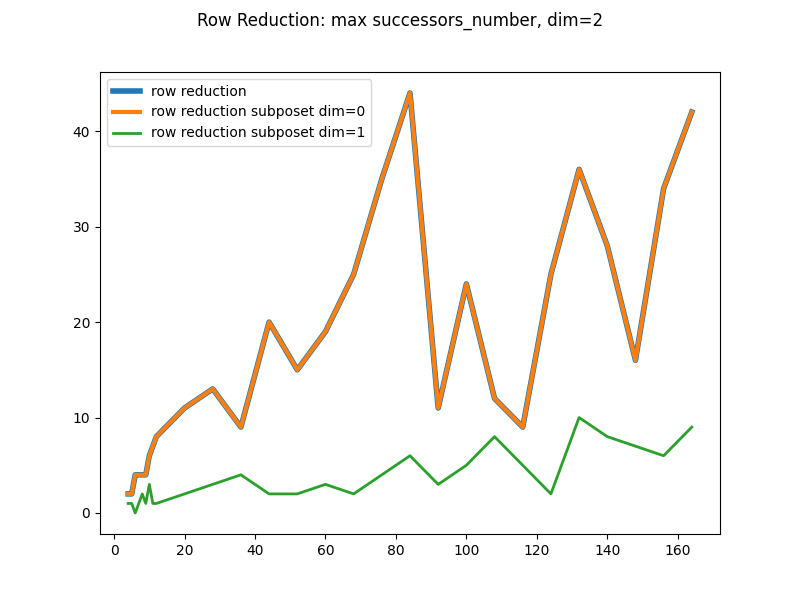 Row Reduction: max successors_number, dim=2
row reduction
row reduction subposet dim=0
row reduction subposet dim=1
40
30
20
10
0
0 20 40 60 80 100 120 140 160